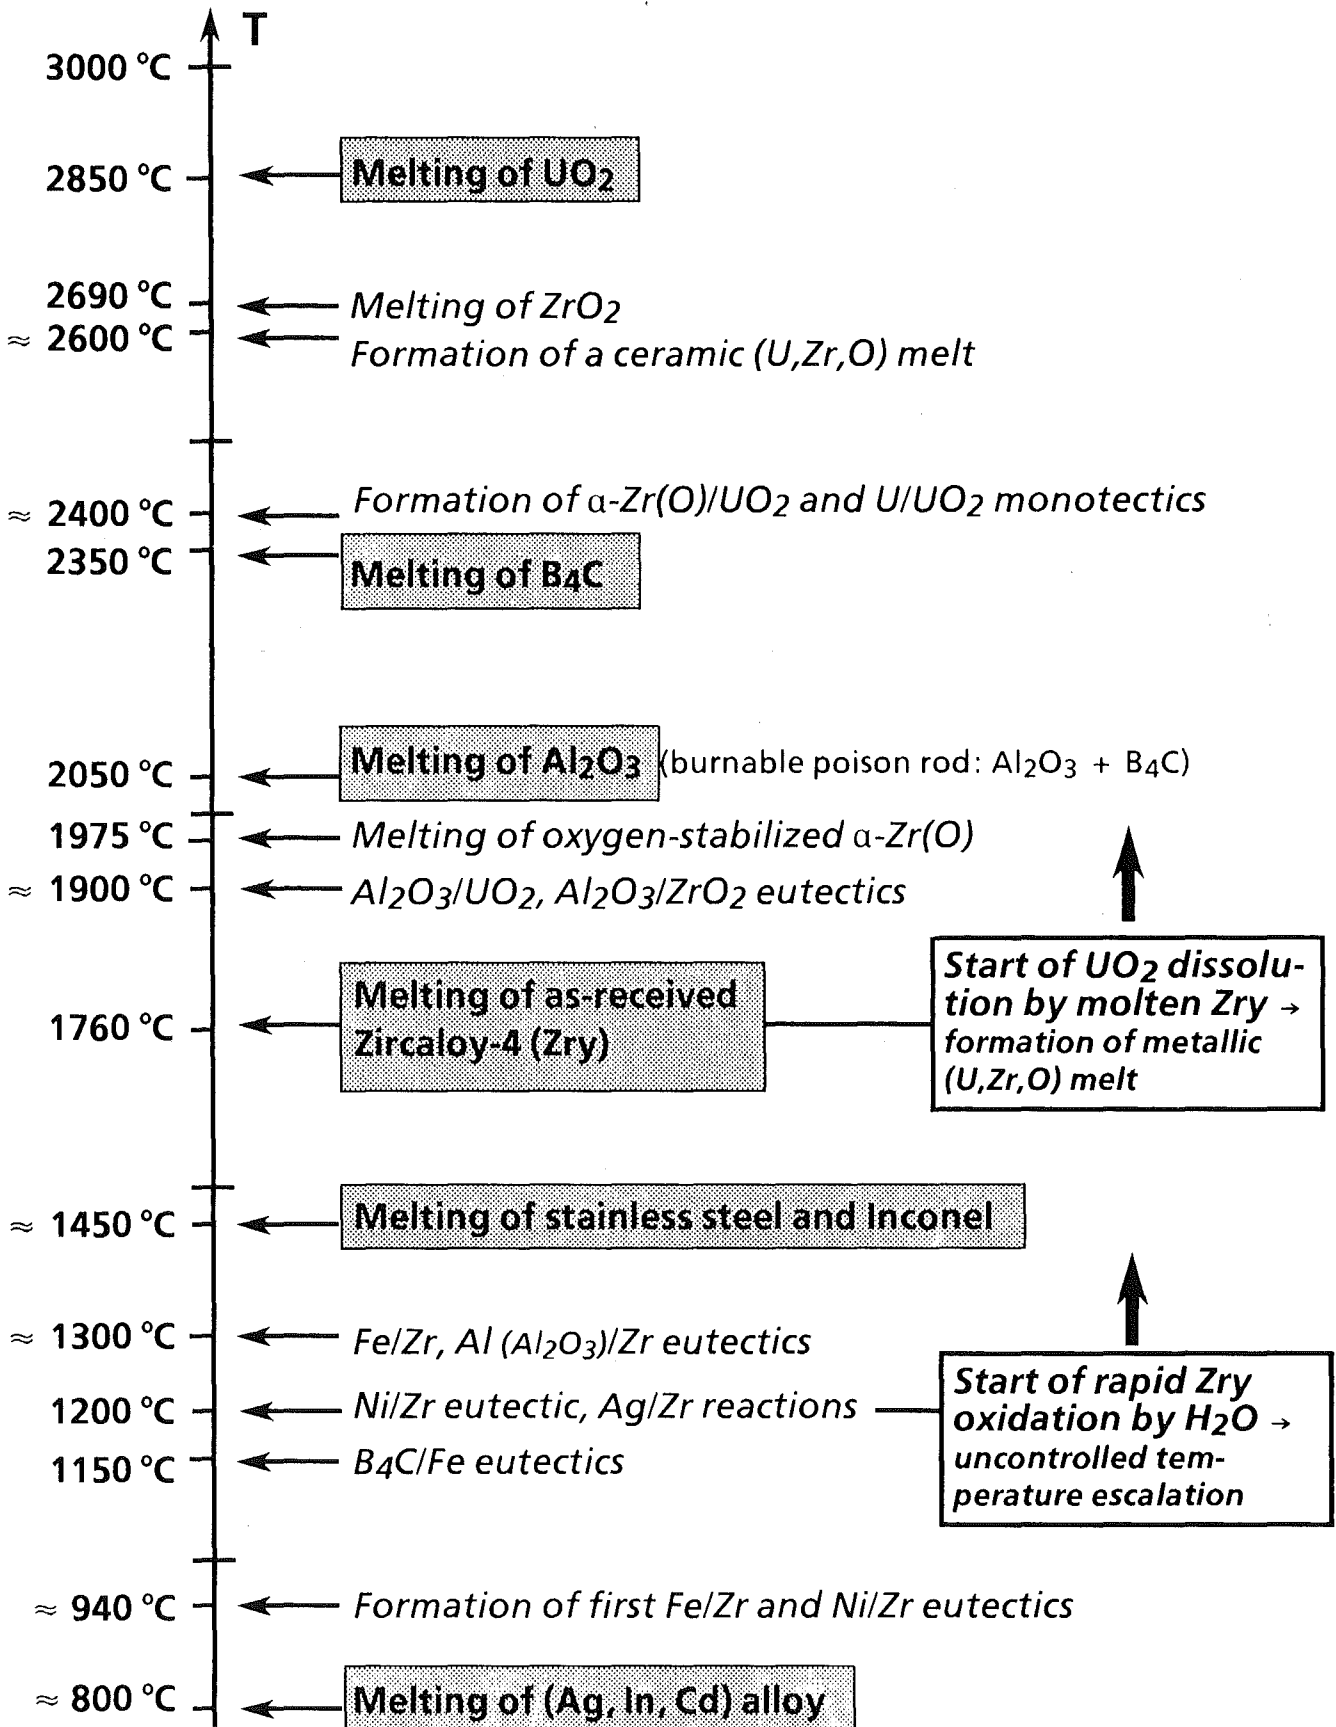 T
3000 °C
2850 °C
Melting of UO2
2690 °C
Melting of ZrO2
≈ 2600 °C
Formation of a ceramic (U,Zr,O) melt
≈ 2400 °C
Formation of α-Zr(O)/UO2 and U/UO2 monotectics
2350 °C
Melting of B4C
2050 °C
Melting of Al2O3 (burnable poison rod: Al2O3 + B4C)
1975 °C
Melting of oxygen-stabilized α-Zr(O)
≈ 1900 °C
Al2O3/UO2, Al2O3/ZrO2 eutectics
1760 °C
Melting of as-received
Zircaloy-4 (Zry)
Start of UO2 dissolu-
tion by molten Zry →
formation of metallic
(U,Zr,O) melt
≈ 1450 °C
Melting of stainless steel and Inconel
≈ 1300 °C
Fe/Zr, Al (Al2O3)/Zr eutectics
1200 °C
Ni/Zr eutectic, Ag/Zr reactions
Start of rapid Zry
oxidation by H2O →
uncontrolled tem-
perature escalation
1150 °C
B4C/Fe eutectics
≈ 940 °C
Formation of first Fe/Zr and Ni/Zr eutectics
≈ 800 °C
Melting of (Ag, In, Cd) alloy